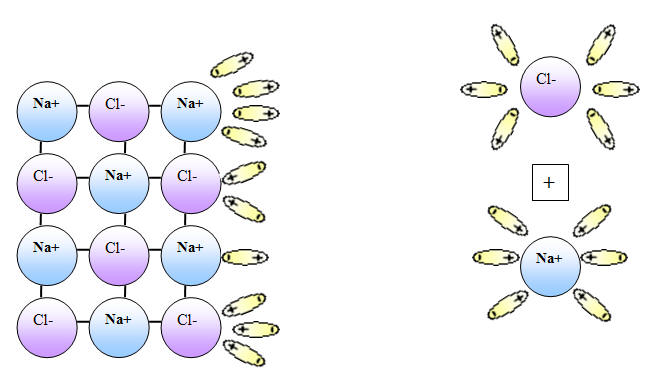 Na+ Cl- Na+
Cl- Na+ Cl-
Na+ Cl- Na+
Cl- Na+ Cl-
Cl-
+
Na+